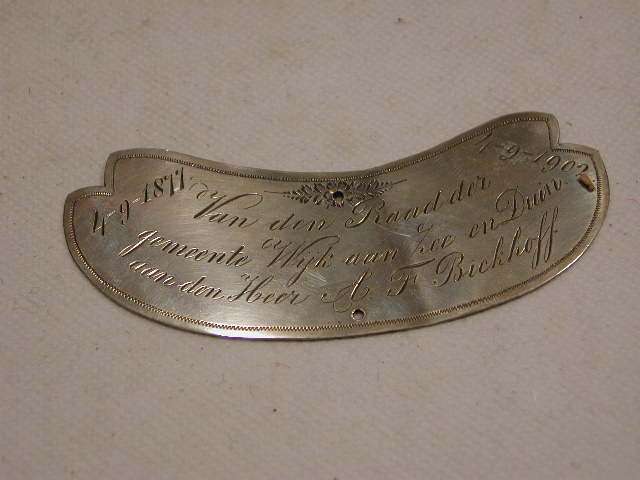 4-9-1877 4-9-1902
Van den Raad der
gemeente Wijk aan Zee en Duin
aan den Heer A F Bickhoff